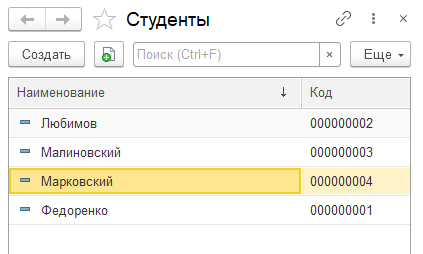 Студенты
Создать Поиск (Ctrl+F) × Еще
Наименование ↓ Код
Любимов 000000002
Малиновский 000000003
Марковский 000000004
Федоренко 000000001